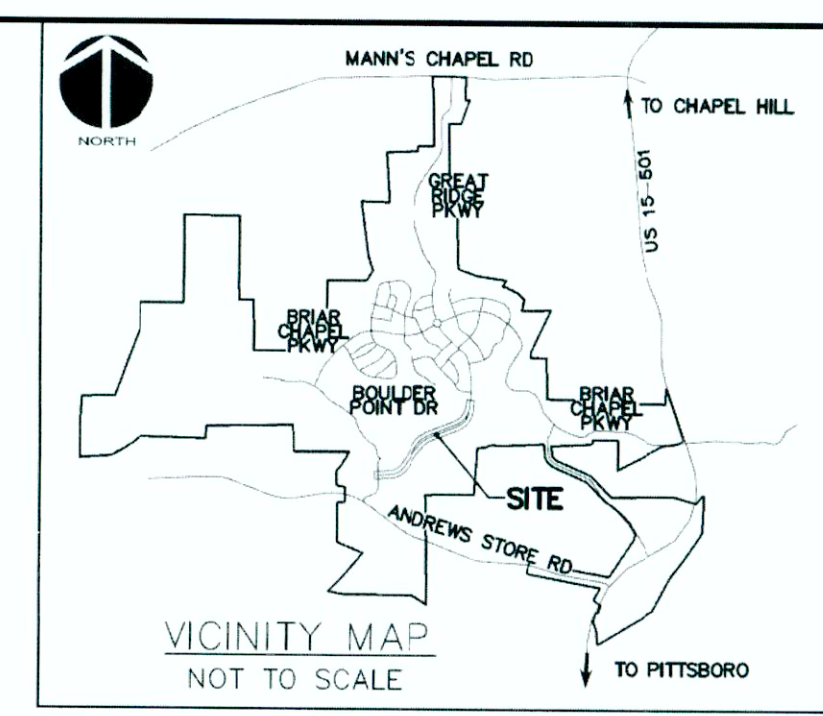 MANN'S CHAPEL RD
NORTH
TO CHAPEL HILL
US 15-501
GREAT
RIDGE
PKWY
BRIAR
CHAPEL
PKWY
BOULDER
POINT DR
BRIAR
CHAPEL
PKWY
SITE
ANDREWS STORE RD
VICINITY MAP
NOT TO SCALE
TO PITTSBORO